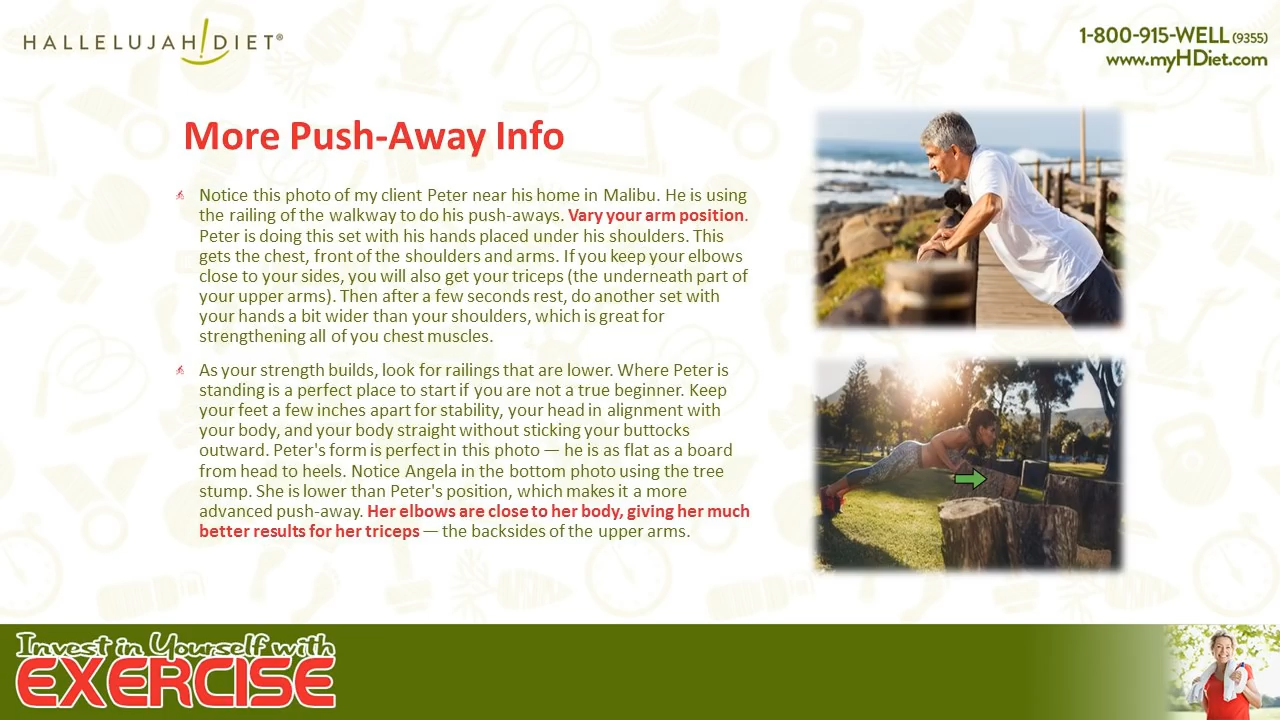 HALLELUJAH!DIET®
1-800-915-WELL (9355)
www.myHDiet.com
More Push-Away Info
Notice this photo of my client Peter near his home in Malibu. He is using
the railing of the walkway to do his push-aways. Vary your arm position.
Peter is doing this set with his hands placed under his shoulders. This
gets the chest, front of the shoulders and arms. If you keep your elbows
close to your sides, you will also get your triceps (the underneath part of
your upper arms). Then after a few seconds rest, do another set with
your hands a bit wider than your shoulders, which is great for
strengthening all of you chest muscles.
As your strength builds, look for railings that are lower. Where Peter is
standing is a perfect place to start if you are not a true beginner. Keep
your feet a few inches apart for stability, your head in alignment with
your body, and your body straight without sticking your buttocks
outward. Peter's form is perfect in this photo — he is as flat as a board
from head to heels. Notice Angela in the bottom photo using the tree
stump. She is lower than Peter's position, which makes it a more
advanced push-away. Her elbows are close to her body, giving her much
better results for her triceps — the backsides of the upper arms.
Invest in Yourself with
EXERCISE